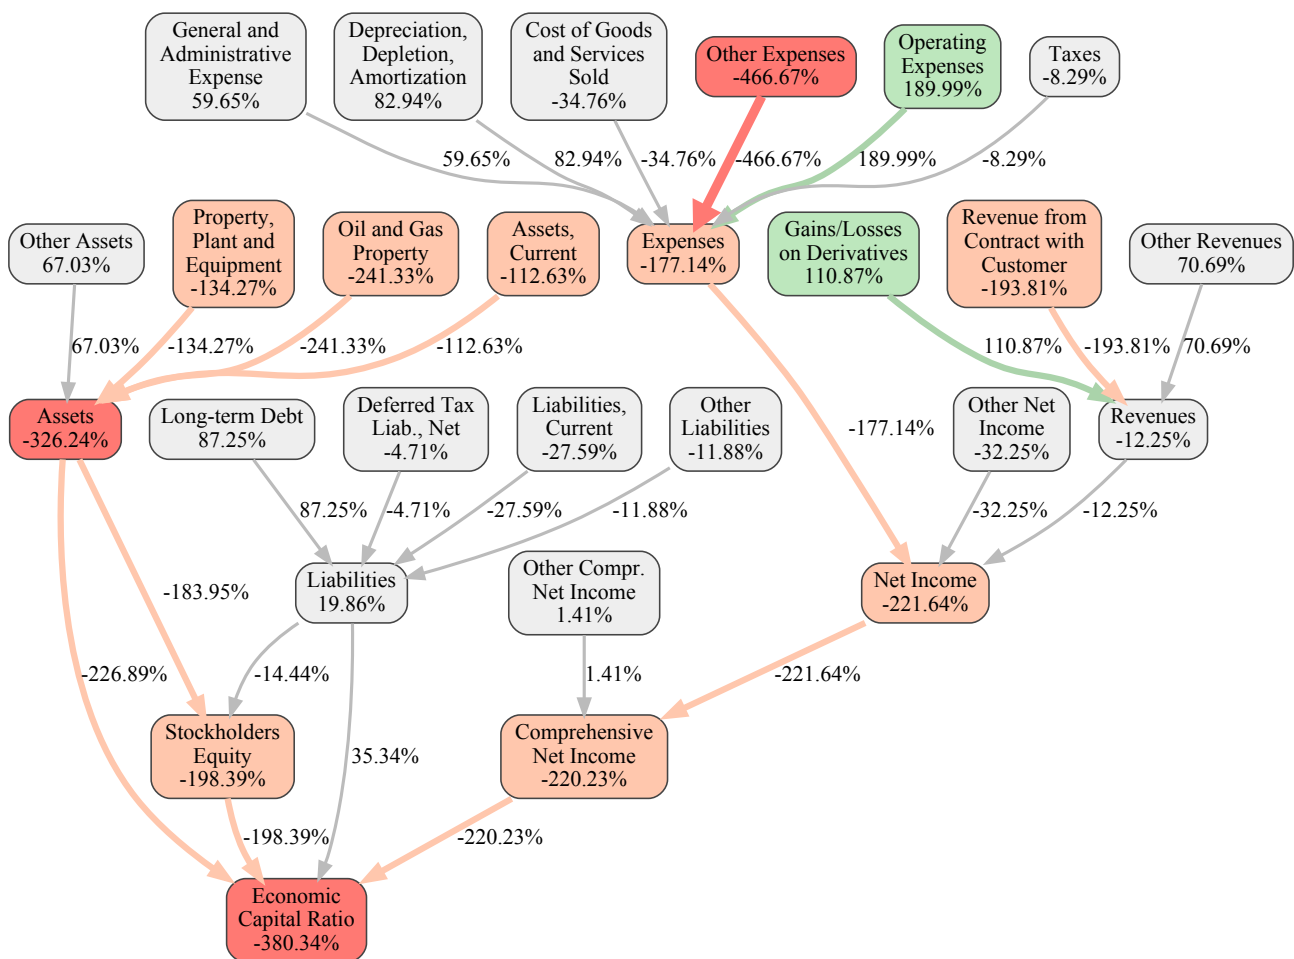 General and
Administrative
Expense
59.65%
Depreciation,
Depletion,
Amortization
82.94%
Cost of Goods
and Services
Sold
-34.76%
Other Expenses
-466.67%
Operating
Expenses
189.99%
Taxes
-8.29%
59.65%
82.94%
-34.76%
-466.67%
189.99%
-8.29%
Other Assets
67.03%
Property,
Plant and
Equipment
-134.27%
Oil and Gas
Property
-241.33%
Assets,
Current
-112.63%
Expenses
-177.14%
Gains/Losses
on Derivatives
110.87%
Revenue from
Contract with
Customer
-193.81%
Other Revenues
70.69%
67.03%
-134.27%
-241.33%
-112.63%
110.87%
-193.81%
70.69%
Assets
-326.24%
Long-term Debt
87.25%
Deferred Tax
Liab., Net
-4.71%
Liabilities,
Current
-27.59%
Other
Liabilities
-11.88%
-177.14%
Other Net
Income
-32.25%
Revenues
-12.25%
87.25%
-4.71%
-27.59%
-11.88%
-32.25%
-12.25%
-183.95%
Liabilities
19.86%
Other Compr.
Net Income
1.41%
Net Income
-221.64%
-226.89%
-14.44%
1.41%
-221.64%
Stockholders
Equity
-198.39%
35.34%
Comprehensive
Net Income
-220.23%
-198.39%
-220.23%
Economic
Capital Ratio
-380.34%